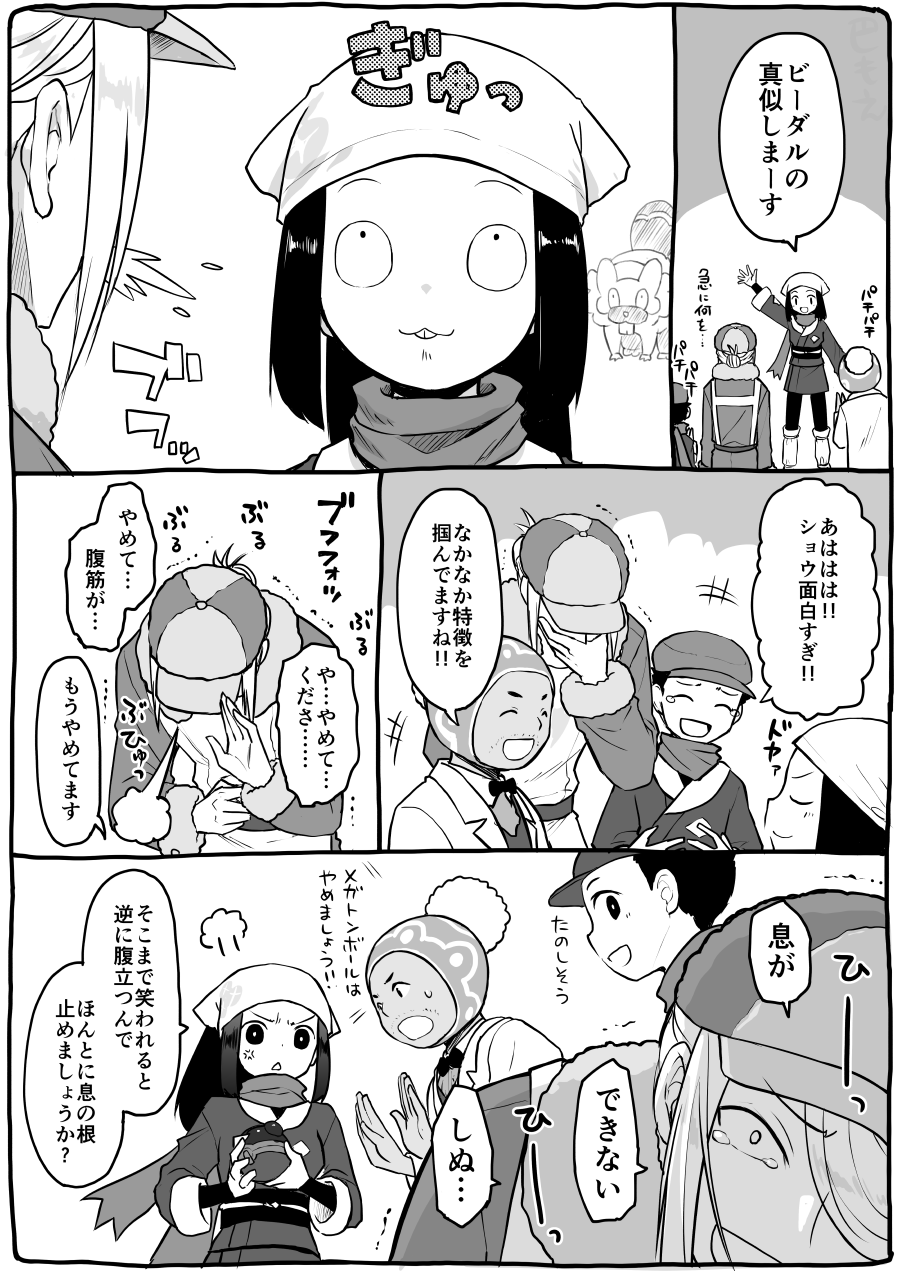 ビーダルの
真似しまーす
急に何を…
パチパチ
パチ
パチ
ぎゅっ
ゴフッ
あははは!!
ショウ面白すぎ!!
なかなか特徴を
掴んでますね!!
ドヤァ
ブフフォッ
ぶる
ぶる
ぶる
や…やめて…
くださ……
やめて…
腹筋が…
ぶひゅっ
もうやめてます
ひーっ
息が
できない
しぬ…
ひーっ
たのしそう
メガトンボールは
やめましょう!!
そこまで笑われると
逆に腹立つんで
ほんとに息の根
止めましょうか?